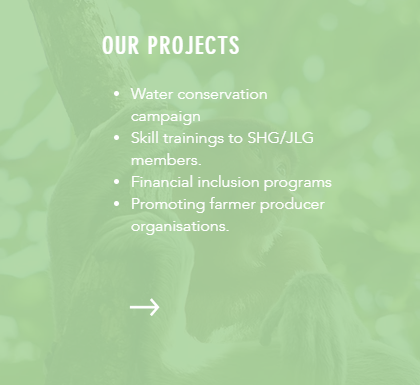 OUR PROJECTS
• Water conservation
campaign
• Skill trainings to SHG/JLG
members.
• Financial inclusion programs
• Promoting farmer producer
organisations.
→